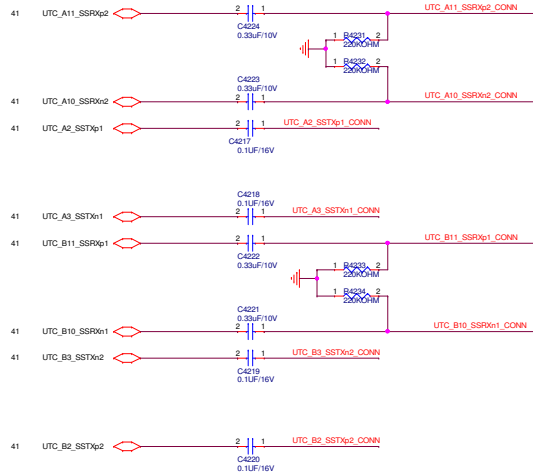 41 UTC_A11_SSRXp2 2 1 UTC_A11_SSRXp2_CONN
C4224
0.33uF/10V
R4231
1 2
220KOHM
R4232
1 2
220KOHM
C4223
0.33uF/10V
41 UTC_A10_SSRXn2 2 1 UTC_A10_SSRXn2_CONN
41 UTC_A2_SSTXp1 2 1 UTC_A2_SSTXp1_CONN
C4217
0.1UF/16V
C4218
0.1UF/16V
41 UTC_A3_SSTXn1 2 1 UTC_A3_SSTXn1_CONN
41 UTC_B11_SSRXp1 2 1 UTC_B11_SSRXp1_CONN
C4222
0.33uF/10V
R4233
1 2
220KOHM
R4234
1 2
220KOHM
C4221
0.33uF/10V
41 UTC_B10_SSRXn1 2 1 UTC_B10_SSRXn1_CONN
41 UTC_B3_SSTXn2 2 1 UTC_B3_SSTXn2_CONN
C4219
0.1UF/16V
41 UTC_B2_SSTXp2 2 1 UTC_B2_SSTXp2_CONN
C4220
0.1UF/16V